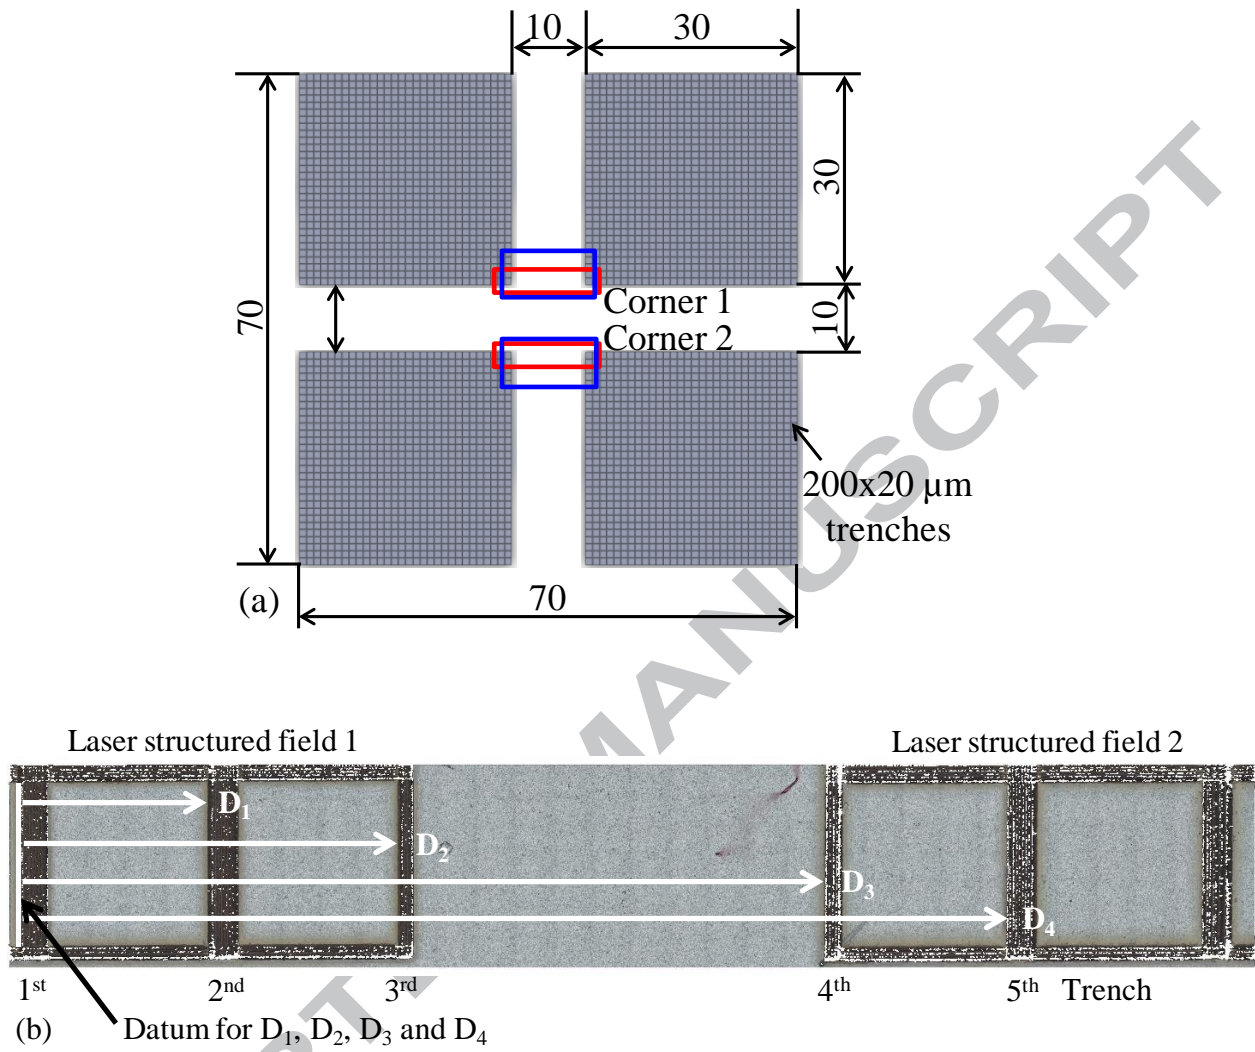 10
30
30
70
Corner 1
Corner 2
10
200x20 µm
trenches
70
(a)
MANUSCRIPT
Laser structured field 1
Laser structured field 2
D1
D2
D3
D4
1st
2nd
3rd
4th
5th
Trench
(b)
Datum for D1, D2, D3 and D4